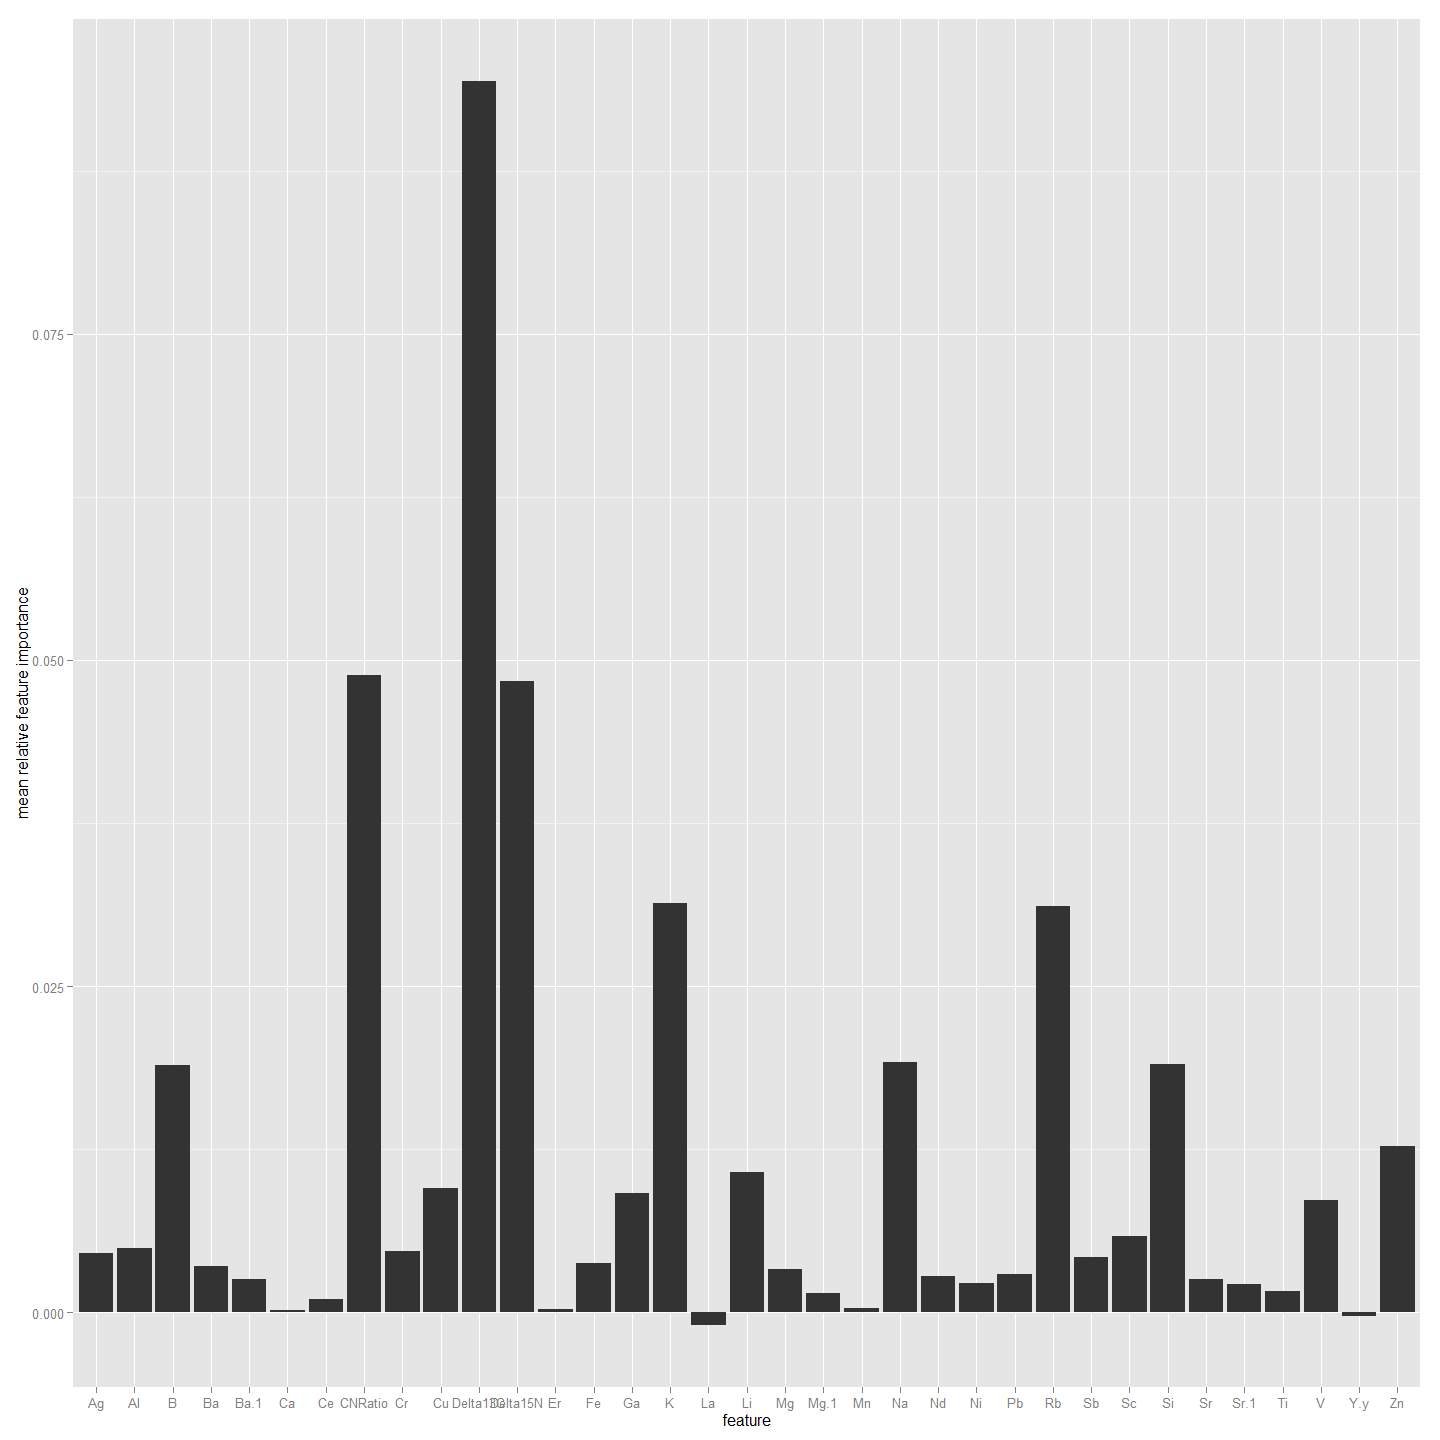 mean relative feature importance
0.075
0.050
0.025
0.000
Ag Al B Ba Ba.1 Ca Ce CNRatio Cr Cu Delta13C Delta15N Er Fe Ga K La Li Mg Mg.1 Mn Na Nd Ni Pb Rb Sb Sc Si Sr Sr.1 Ti V Y.y Zn
feature